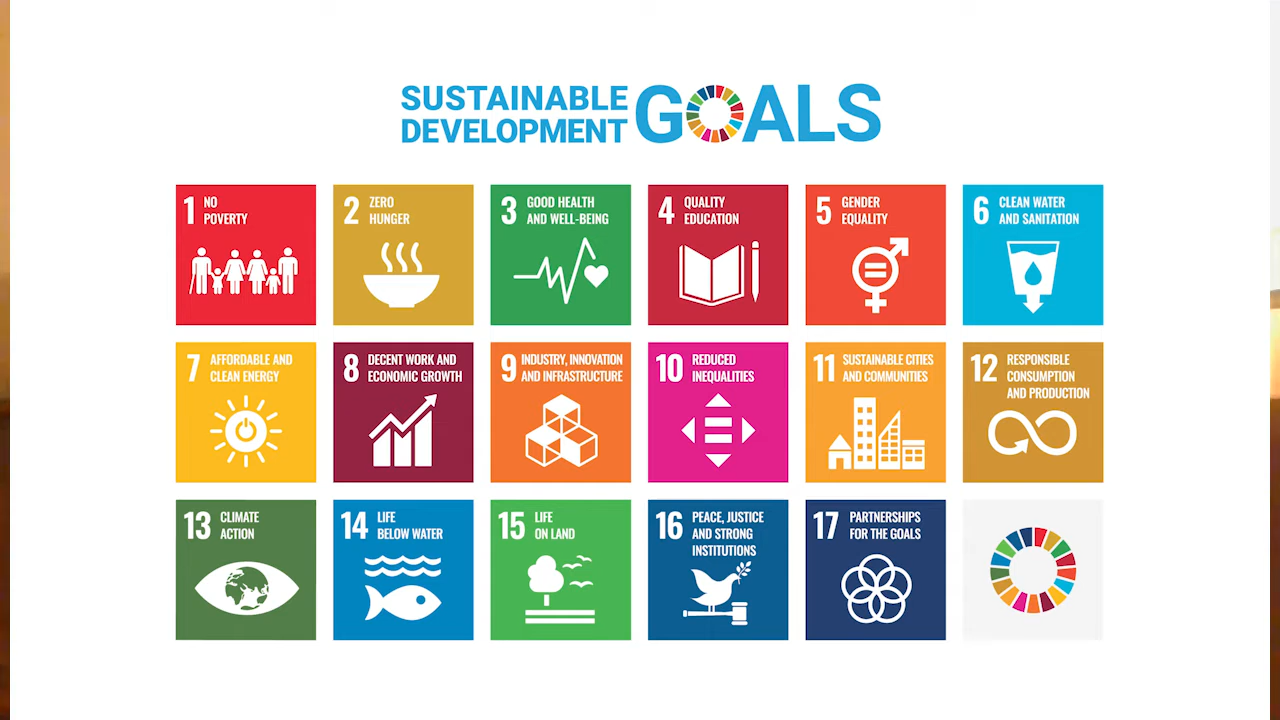 SUSTAINABLE
DEVELOPMENT
GOALS
1 NO
POVERTY
2 ZERO
HUNGER
3 GOOD HEALTH
AND WELL-BEING
4 QUALITY
EDUCATION
5 GENDER
EQUALITY
6 CLEAN WATER
AND SANITATION
7 AFFORDABLE AND
CLEAN ENERGY
8 DECENT WORK AND
ECONOMIC GROWTH
9 INDUSTRY, INNOVATION
AND INFRASTRUCTURE
10 REDUCED
INEQUALITIES
11 SUSTAINABLE CITIES
AND COMMUNITIES
12 RESPONSIBLE
CONSUMPTION
AND PRODUCTION
13 CLIMATE
ACTION
14 LIFE
BELOW WATER
15 LIFE
ON LAND
16 PEACE, JUSTICE
AND STRONG
INSTITUTIONS
17 PARTNERSHIPS
FOR THE GOALS